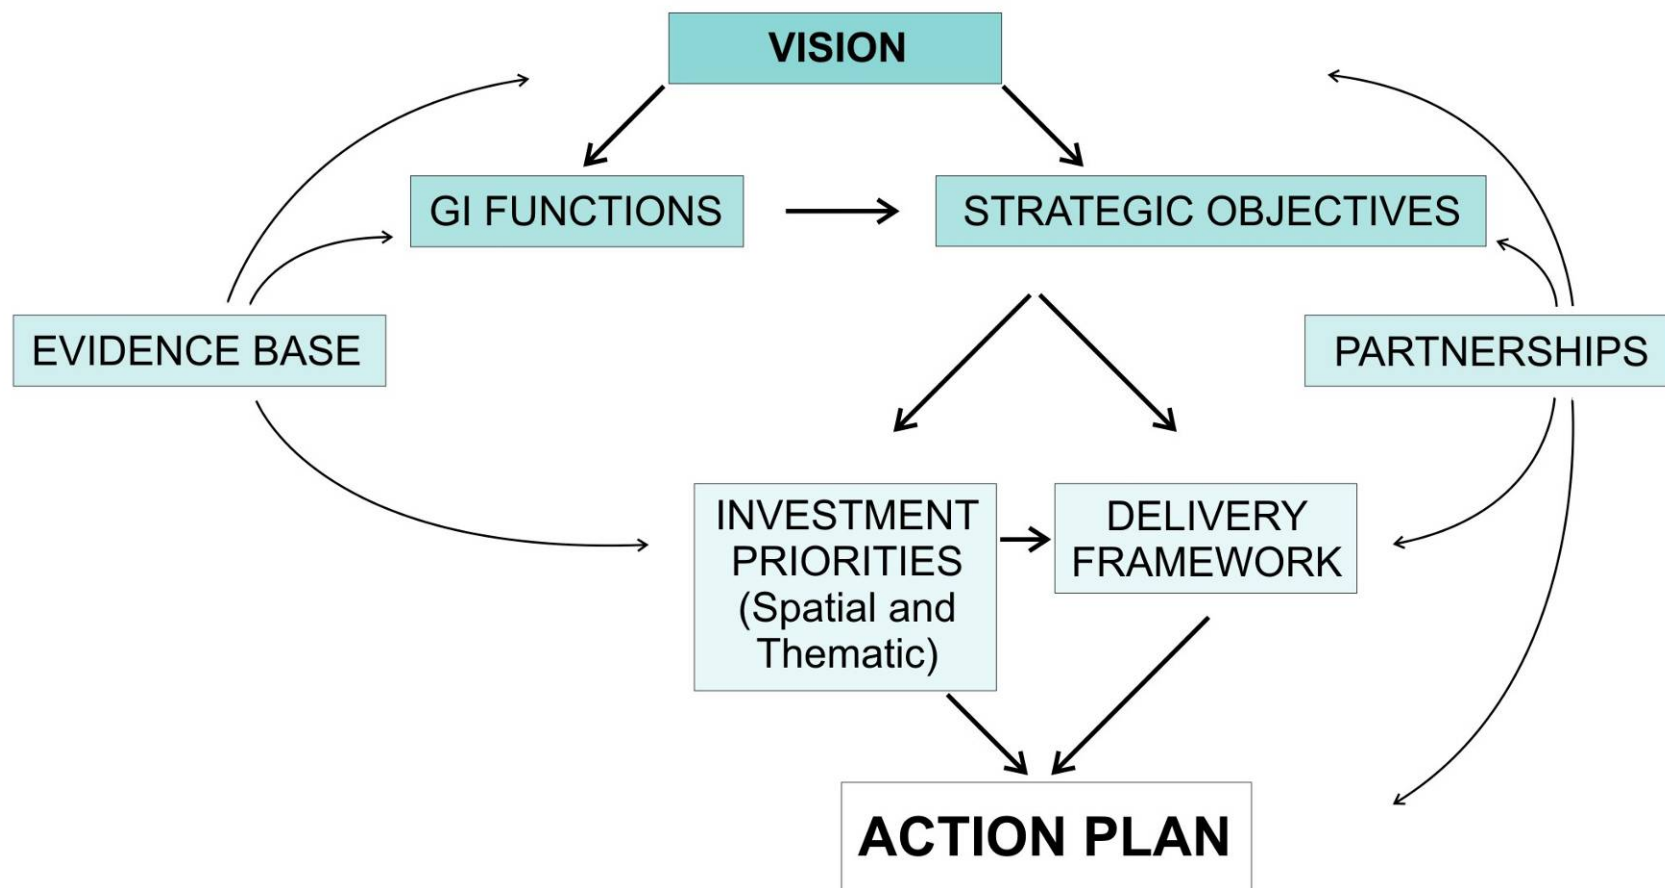 VISION
GI FUNCTIONS
STRATEGIC OBJECTIVES
EVIDENCE BASE
PARTNERSHIPS
INVESTMENT
PRIORITIES
(Spatial and
Thematic)
DELIVERY
FRAMEWORK
ACTION PLAN